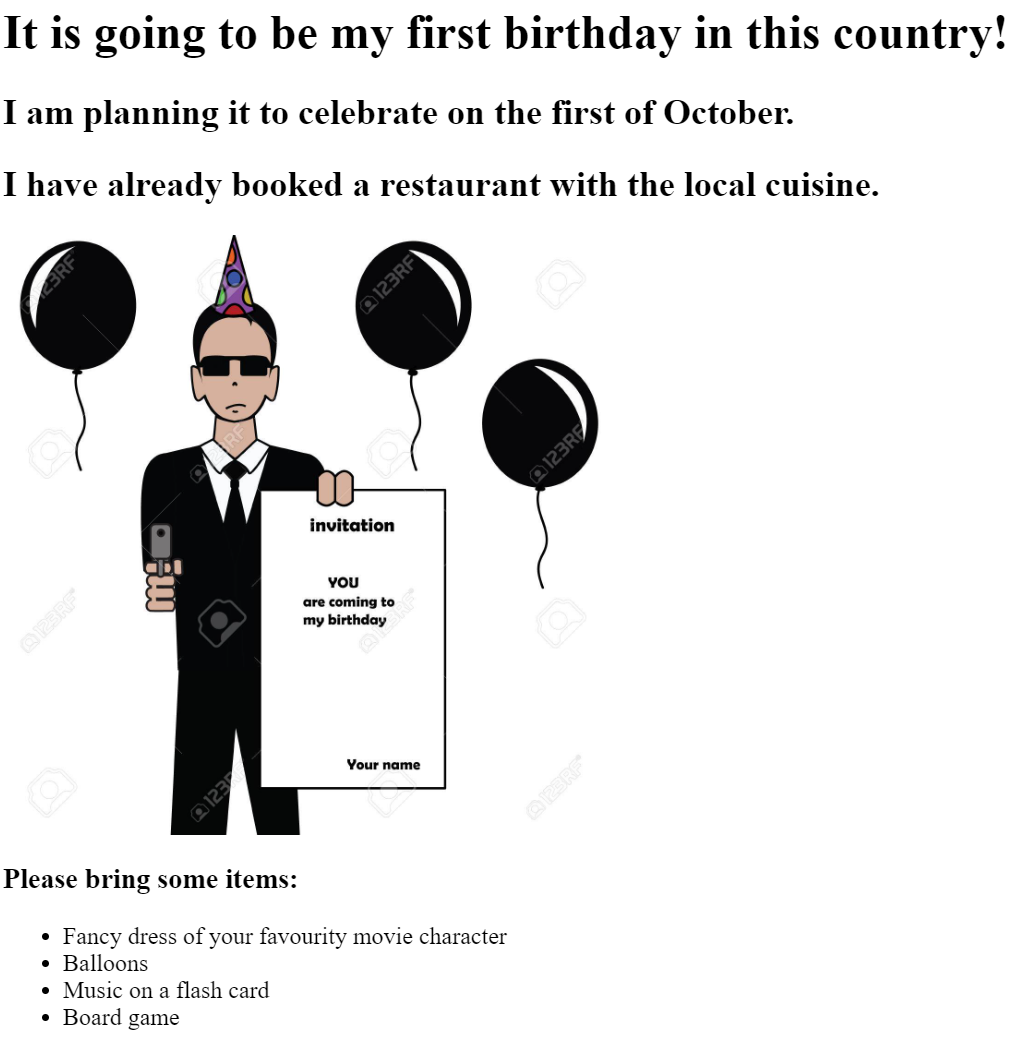 It is going to be my first birthday in this country!
I am planning it to celebrate on the first of October.
I have already booked a restaurant with the local cuisine.
123RF
123RF
123RF
123RF
invitation
YOU
are coming to
my birthday
123RF
123RF
Your name
123RF
123RF
Please bring some items:
Fancy dress of your favourity movie character
Balloons
Music on a flash card
Board game